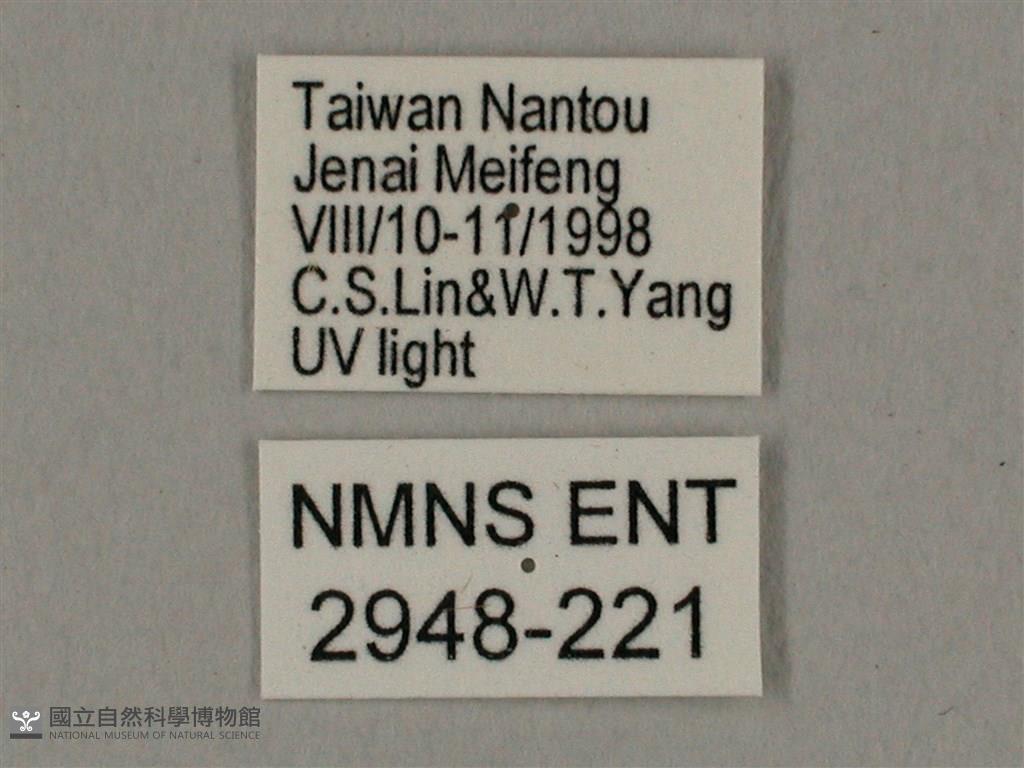 Taiwan Nantou
Jenai Meifeng
VIII/10-11/1998
C.S.Lin&W.T.Yang
UV light
NMNS ENT
2948-221
國立自然科學博物館
NATIONAL MUSEUM OF NATURAL SCIENCE